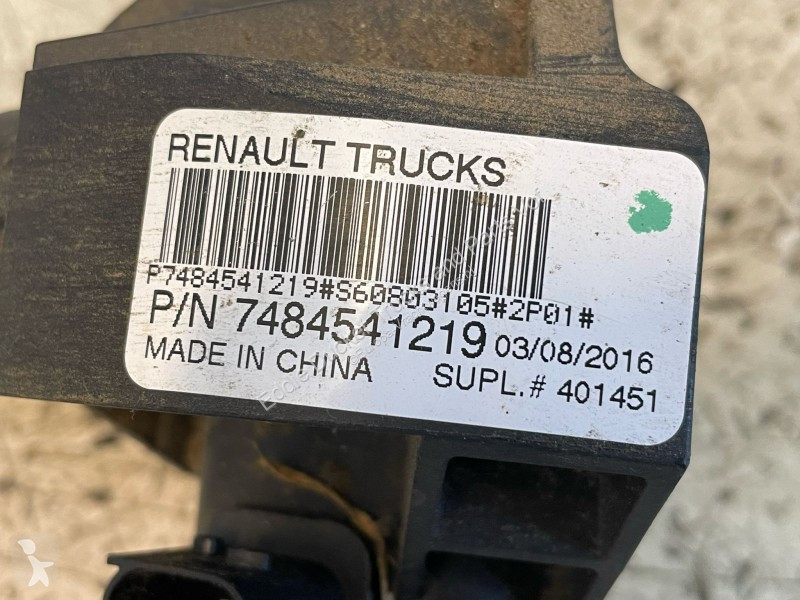 RENAULT TRUCKS
P7484541219#S60803105#2P01#
P/N 7484541219 03/08/2016
MADE IN CHINA SUPL.# 401451